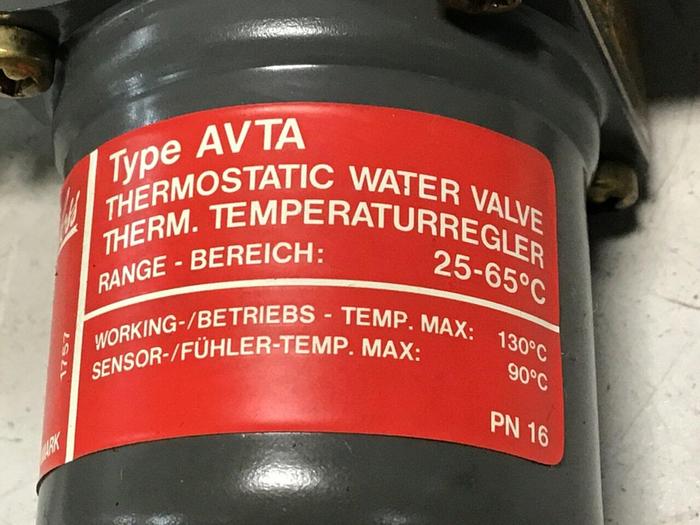 Type AVTA
THERMOSTATIC WATER VALVE
THERM. TEMPERATURREGLER
RANGE - BEREICH: 25-65°C
WORKING-/BETRIEBS - TEMP. MAX: 130°C
SENSOR-/FÜHLER-TEMP. MAX: 90°C
PN 16
1757